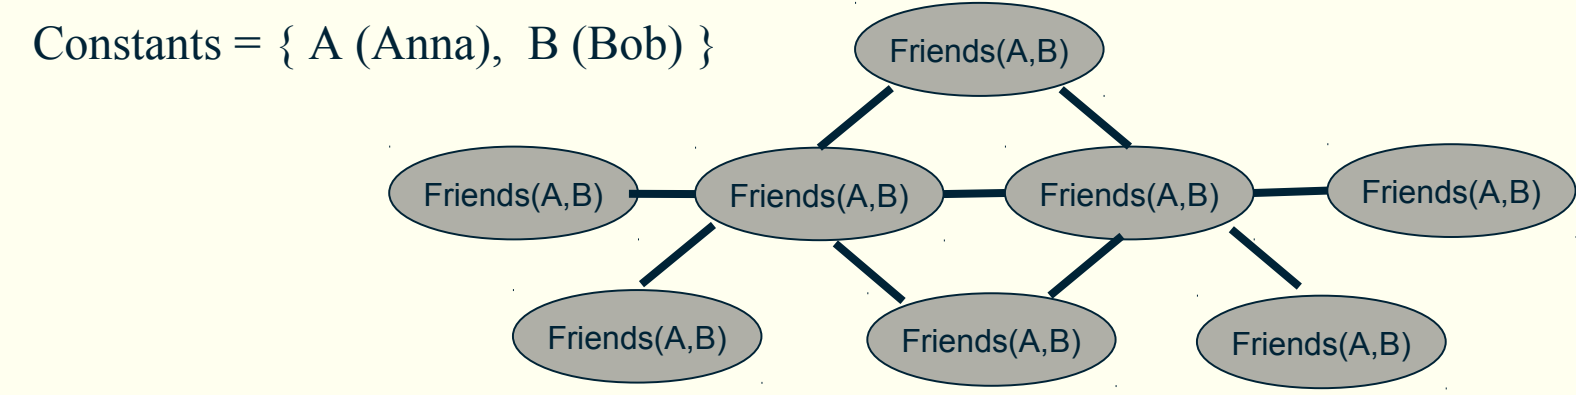 Constants = { A (Anna), B (Bob) }
Friends(A,B)
Friends(A,B)
Friends(A,B)
Friends(A,B)
Friends(A,B)
Friends(A,B)
Friends(A,B)
Friends(A,B)